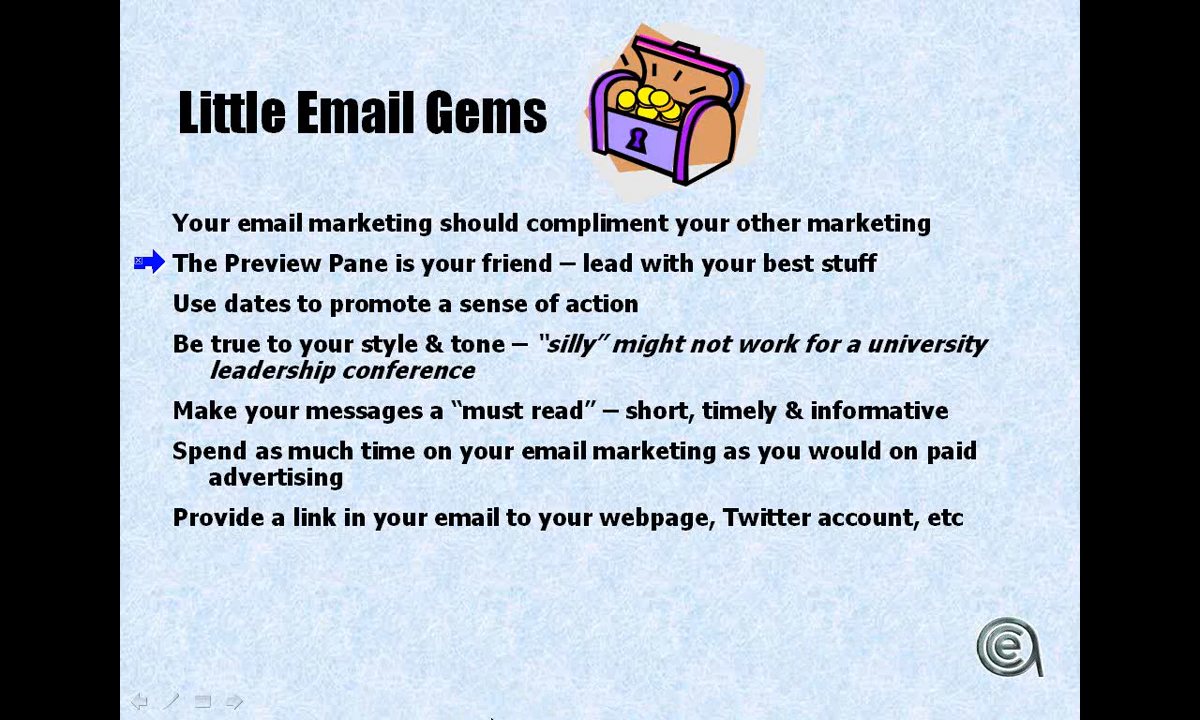 Little Email Gems
Your email marketing should compliment your other marketing
The Preview Pane is your friend – lead with your best stuff
Use dates to promote a sense of action
Be true to your style & tone – “silly” might not work for a university
leadership conference
Make your messages a “must read” – short, timely & informative
Spend as much time on your email marketing as you would on paid
advertising
Provide a link in your email to your webpage, Twitter account, etc